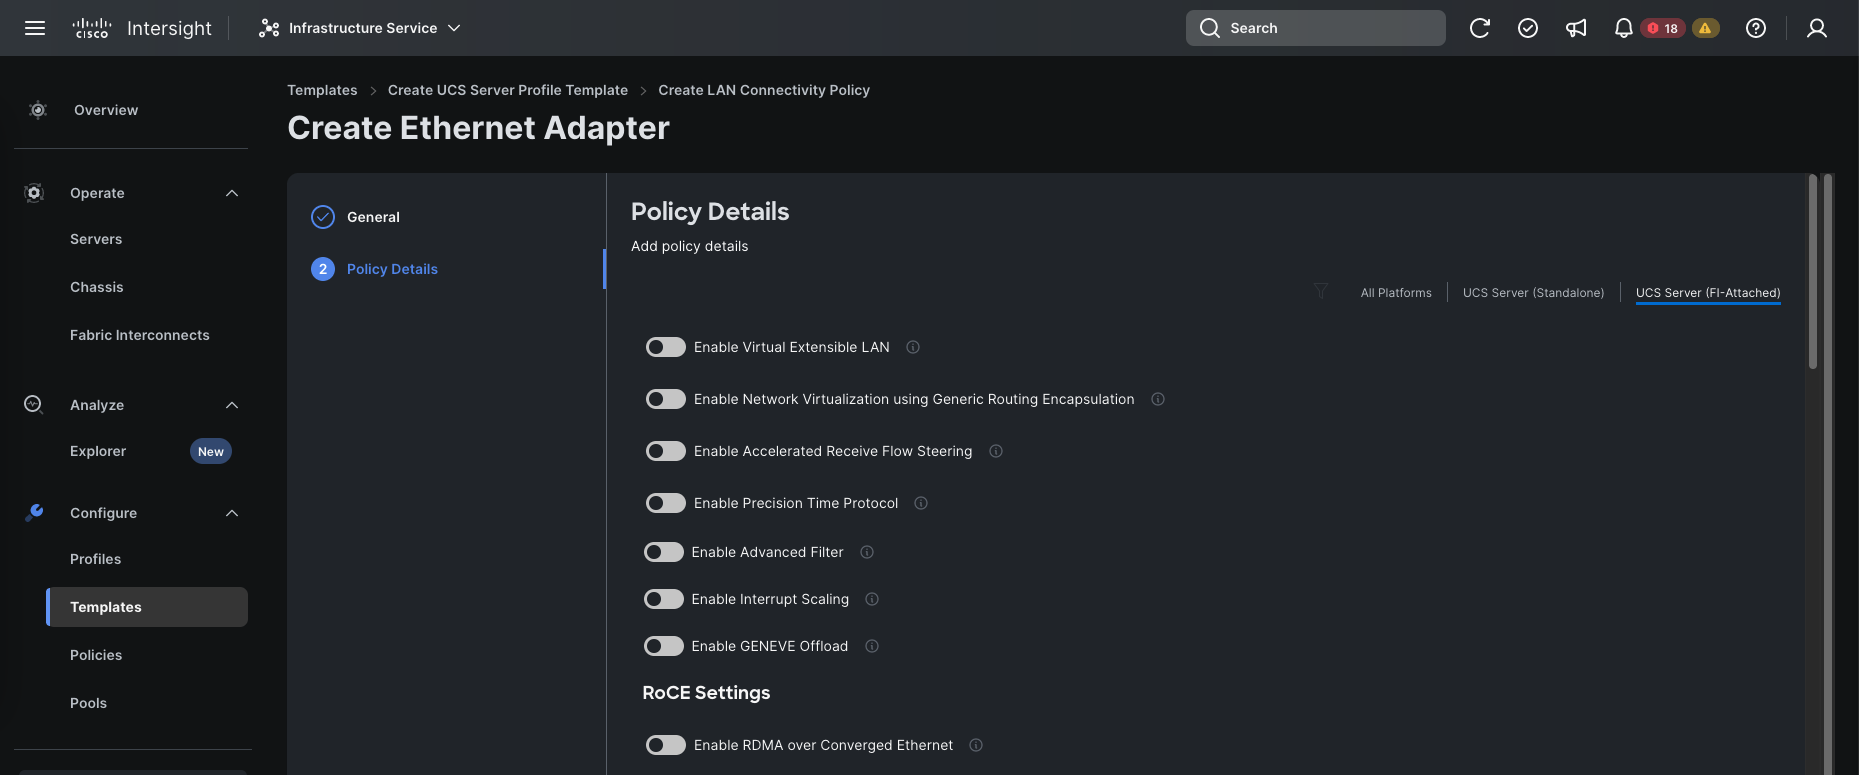 CISCO Intersight Infrastructure Service Search 18
Templates > Create UCS Server Profile Template > Create LAN Connectivity Policy
Create Ethernet Adapter
Overview
Operate
Servers
Chassis
Fabric Interconnects
Analyze
Explorer New
Configure
Profiles
Templates
Policies
Pools
General
2 Policy Details
Policy Details
Add policy details
All Platforms UCS Server (Standalone) UCS Server (FI-Attached)
Enable Virtual Extensible LAN
Enable Network Virtualization using Generic Routing Encapsulation
Enable Accelerated Receive Flow Steering
Enable Precision Time Protocol
Enable Advanced Filter
Enable Interrupt Scaling
Enable GENEVE Offload
RoCE Settings
Enable RDMA over Converged Ethernet